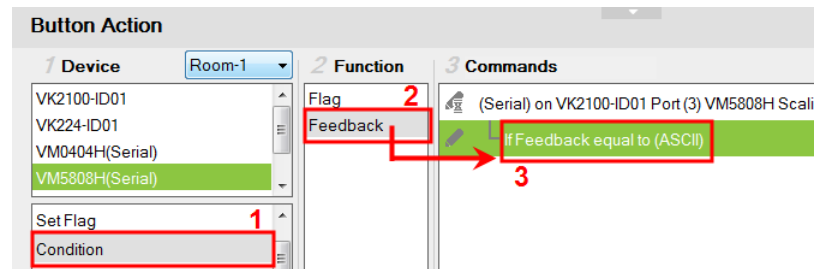 Button Action
1 Device
Room-1
2 Function
3 Commands
VK2100-ID01
VK224-ID01
VM0404H(Serial)
VM5808H(Serial)
Set Flag
1
Condition
Flag
2
Feedback
(Serial) on VK2100-ID01 Port (3) VM5808H Scali
If Feedback equal to (ASCII)
3